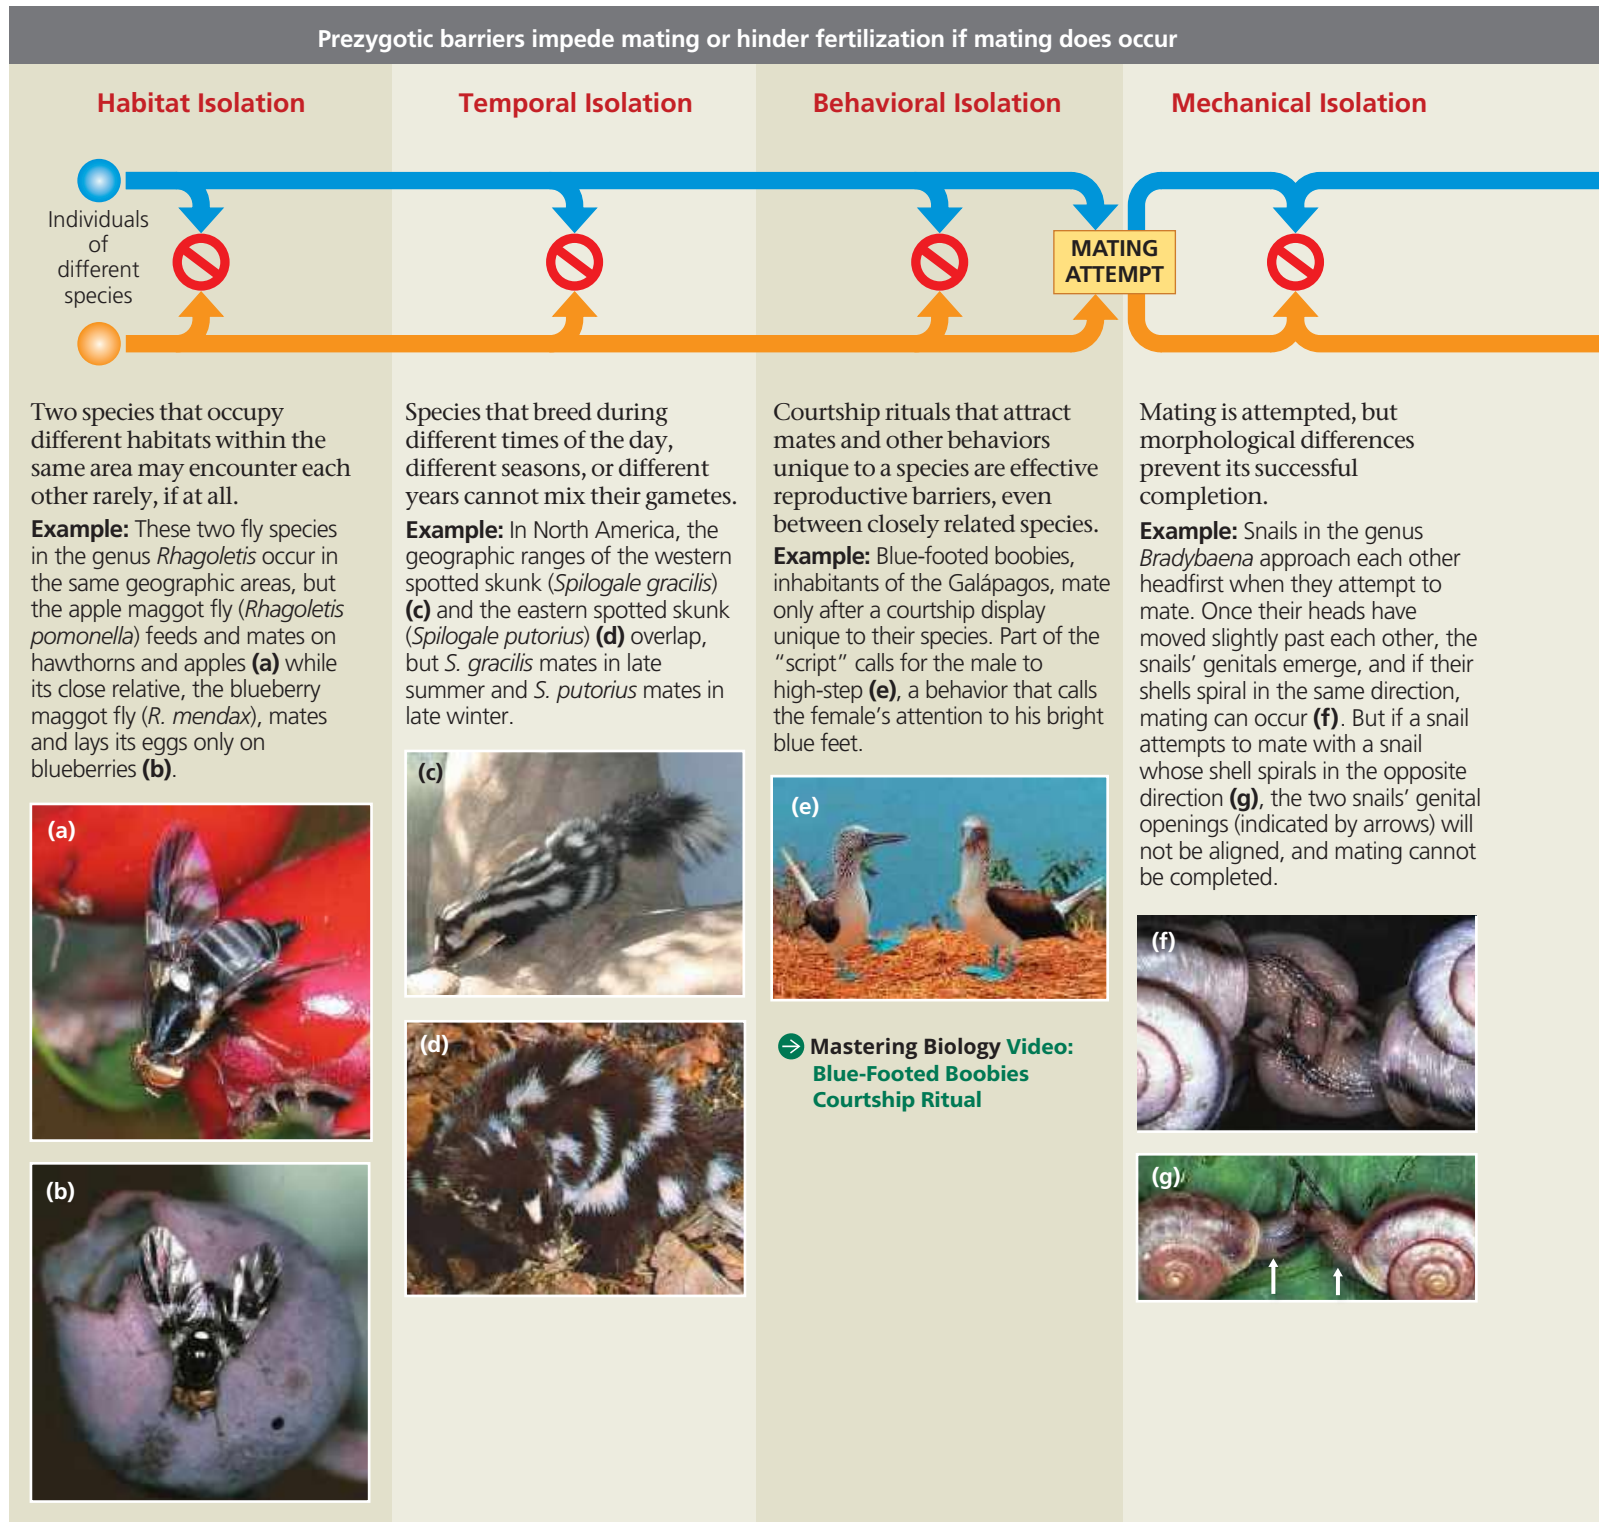 Prezygotic barriers impede mating or hinder fertilization if mating does occur
Habitat Isolation
Temporal Isolation
Behavioral Isolation
Mechanical Isolation
Individuals
of
different
species
MATING
ATTEMPT
Two species that occupy
different habitats within the
same area may encounter each
other rarely, if at all.
Example: These two fly species
in the genus Rhagoletis occur in
the same geographic areas, but
the apple maggot fly (Rhagoletis
pomonella) feeds and mates on
hawthorns and apples (a) while
its close relative, the blueberry
maggot fly (R. mendax), mates
and lays its eggs only on
blueberries (b).
(a)
(b)
Species that breed during
different times of the day,
different seasons, or different
years cannot mix their gametes.
Example: In North America, the
geographic ranges of the western
spotted skunk (Spilogale gracilis)
(c) and the eastern spotted skunk
(Spilogale putorius) (d) overlap,
but S. gracilis mates in late
summer and S. putorius mates in
late winter.
(c)
(d)
Courtship rituals that attract
mates and other behaviors
unique to a species are effective
reproductive barriers, even
between closely related species.
Example: Blue-footed boobies,
inhabitants of the Galápagos, mate
only after a courtship display
unique to their species. Part of the
“script” calls for the male to
high-step (e), a behavior that calls
the female’s attention to his bright
blue feet.
(e)
Mastering Biology Video:
Blue-Footed Boobies
Courtship Ritual
Mating is attempted, but
morphological differences
prevent its successful
completion.
Example: Snails in the genus
Bradybaena approach each other
headfirst when they attempt to
mate. Once their heads have
moved slightly past each other, the
snails’ genitals emerge, and if their
shells spiral in the same direction,
mating can occur (f). But if a snail
attempts to mate with a snail
whose shell spirals in the opposite
direction (g), the two snails’ genital
openings (indicated by arrows) will
not be aligned, and mating cannot
be completed.
(f)
(g)